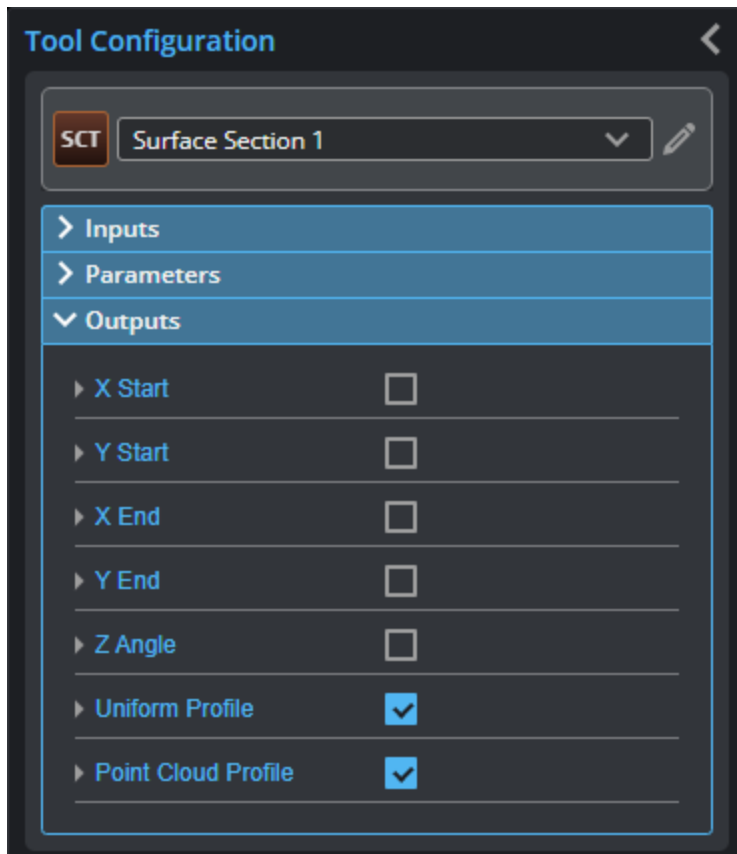 Tool Configuration
SCT Surface Section 1
Inputs
Parameters
Outputs
X Start
Y Start
X End
Y End
Z Angle
Uniform Profile
Point Cloud Profile